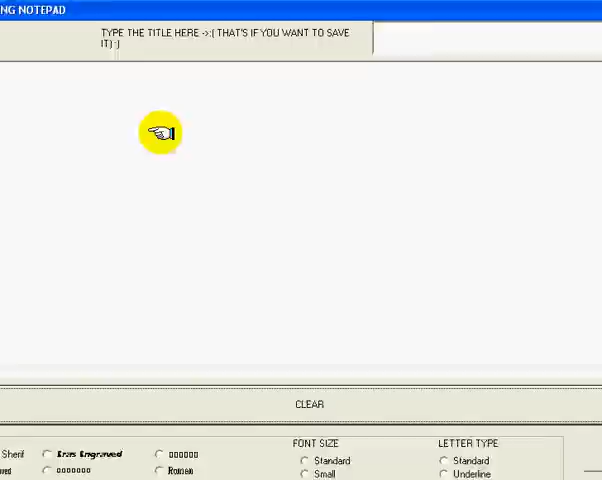 NG NOTEPAD
TYPE THE TITLE HERE ->:( THAT'S IF YOU WANT TO SAVE
IT) :)
CLEAR
FONT SIZE
LETTER TYPE
Sherif
Eras Engraved
Standard
Standard
ved
Roman
Small
Underline